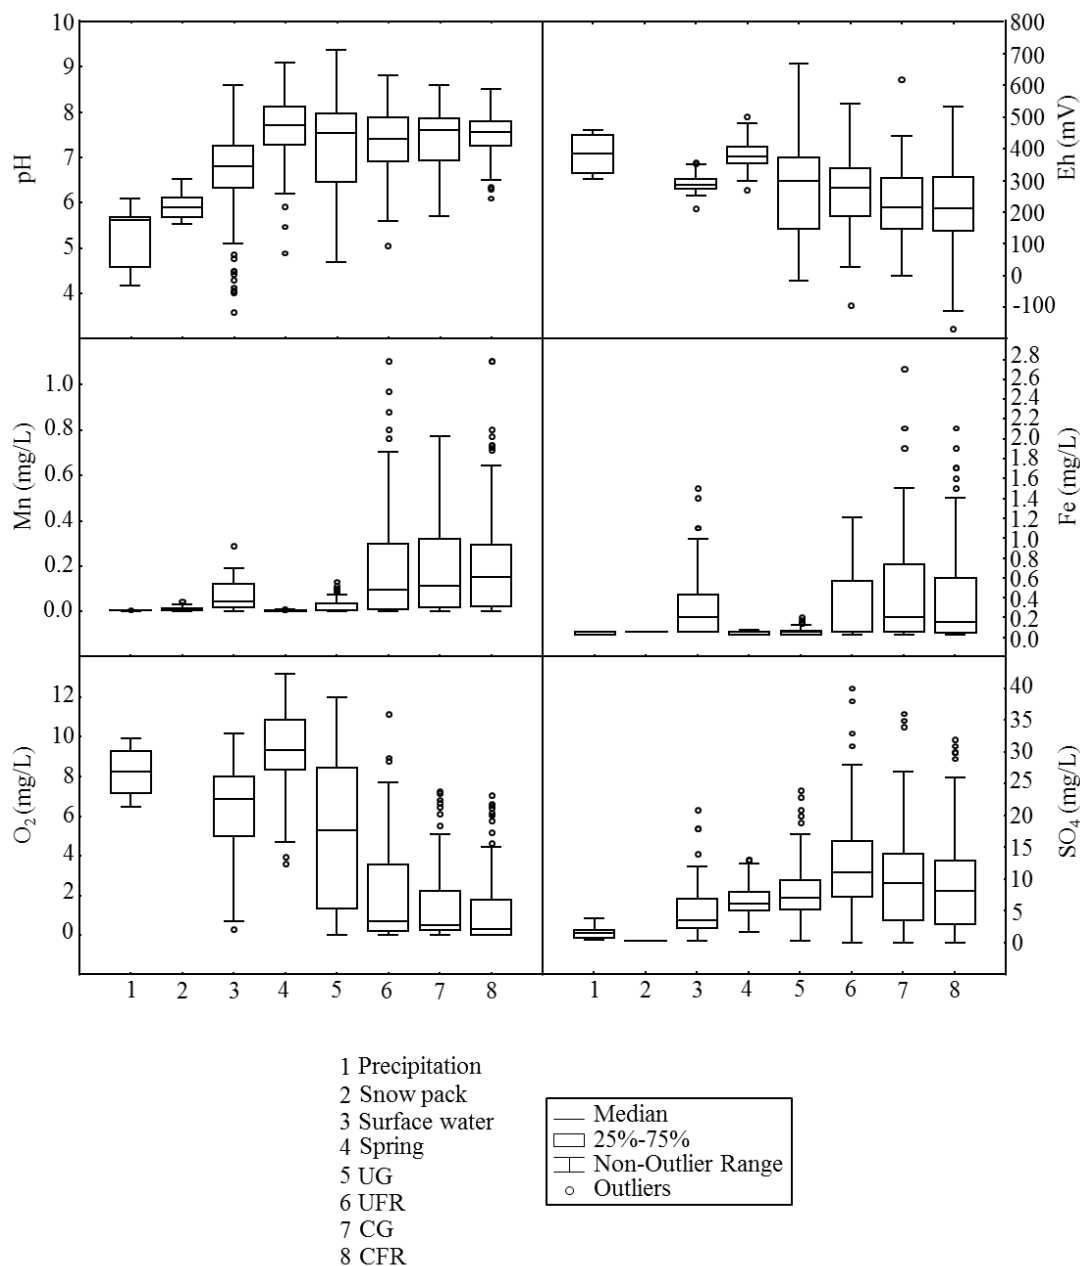 10
9
8
7
6
5
4
pH
800
700
600
500
400
300
200
100
0
-100
Eh (mV)
1.0
0.8
0.6
0.4
0.2
0.0
Mn (mg/L)
2.8
2.6
2.4
2.2
2.0
1.8
1.6
1.4
1.2
1.0
0.8
0.6
0.4
0.2
0.0
Fe (mg/L)
12
10
8
6
4
2
0
O2 (mg/L)
40
35
30
25
20
15
10
5
0
SO4 (mg/L)
1 2 3 4 5 6 7 8
1 2 3 4 5 6 7 8
1 Precipitation
2 Snow pack
3 Surface water
4 Spring
5 UG
6 UFR
7 CG
8 CFR
Median
25%-75%
Non-Outlier Range
Outliers